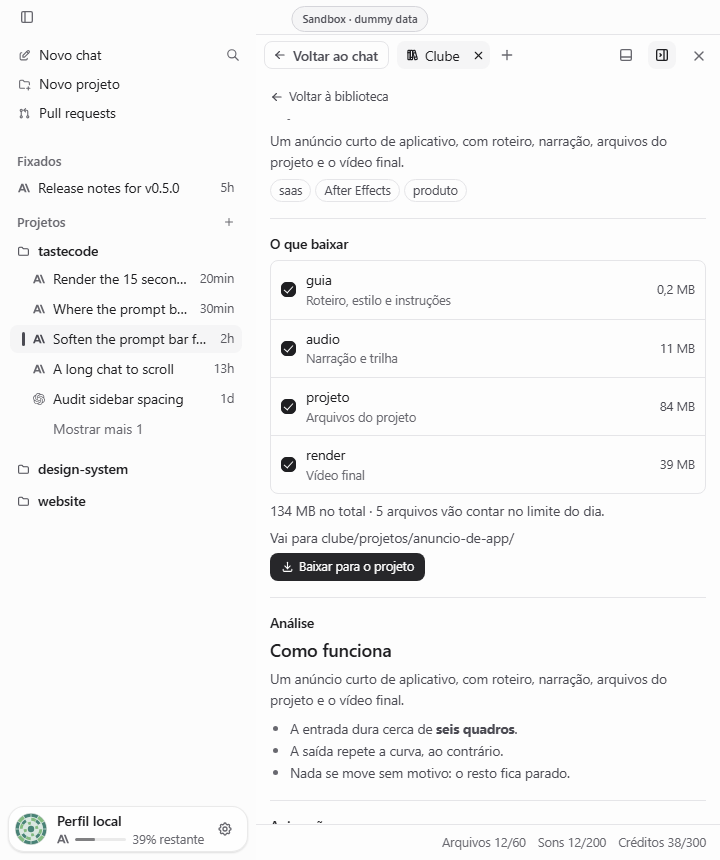 Sandbox · dummy data
Novo chat
Novo projeto
Pull requests
Fixados
Release notes for v0.5.0 5h
Projetos
tastecode
Render the 15 secon... 20min
Where the prompt b... 30min
Soften the prompt bar f... 2h
A long chat to scroll 13h
Audit sidebar spacing 1d
Mostrar mais 1
design-system
website
Perfil local
39% restante
Voltar ao chat
Clube
Voltar à biblioteca
Um anúncio curto de aplicativo, com roteiro, narração, arquivos do
projeto e o vídeo final.
saas After Effects produto
O que baixar
guia
Roteiro, estilo e instruções 0,2 MB
audio
Narração e trilha 11 MB
projeto
Arquivos do projeto 84 MB
render
Vídeo final 39 MB
134 MB no total · 5 arquivos vão contar no limite do dia.
Vai para clube/projetos/anuncio-de-app/
Baixar para o projeto
Análise
Como funciona
Um anúncio curto de aplicativo, com roteiro, narração, arquivos do
projeto e o vídeo final.
• A entrada dura cerca de seis quadros.
• A saída repete a curva, ao contrário.
• Nada se move sem motivo: o resto fica parado.
Arquivos 12/60 Sons 12/200 Créditos 38/300